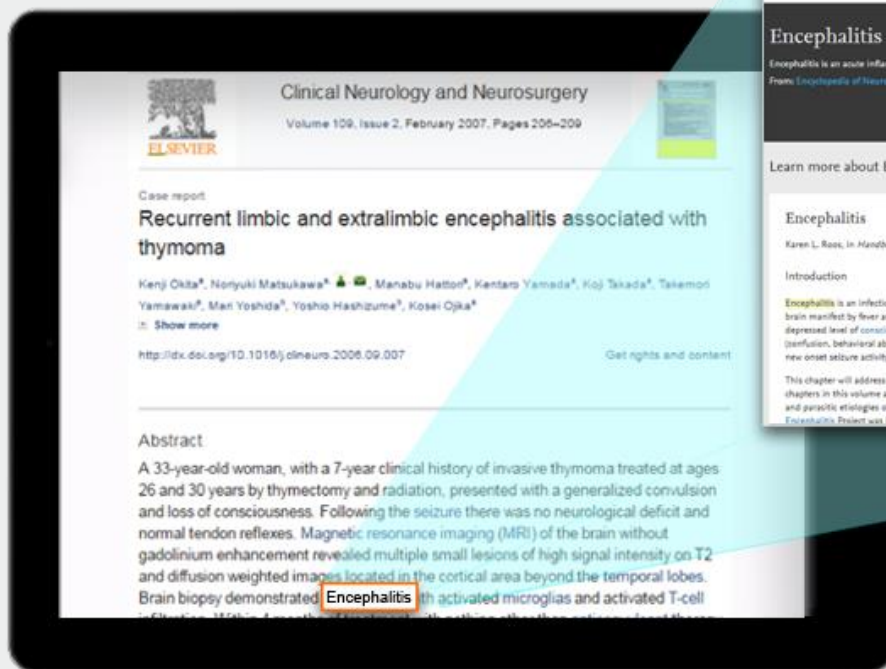 ELSEVIER
Clinical Neurology and Neurosurgery
Volume 109, Issue 2, February 2007, Pages 206–209
Case report
Recurrent limbic and extralimbic encephalitis associated with
thymoma
Kenji Okita, Noriyuki Matsukawa, Manabu Hattori, Kentaro Yamada, Koji Takada, Takemori
Yamawaki, Mari Yoshida, Yoshio Hashizume, Kosei Ojika
Show more
http://dx.doi.org/10.1016/j.clineuro.2006.09.007
Get rights and content
Abstract
A 33-year-old woman, with a 7-year clinical history of invasive thymoma treated at ages
26 and 30 years by thymectomy and radiation, presented with a generalized convulsion
and loss of consciousness. Following the seizure there was no neurological deficit and
normal tendon reflexes. Magnetic resonance imaging (MRI) of the brain without
gadolinium enhancement revealed multiple small lesions of high signal intensity on T2
and diffusion weighted images located in the cortical area beyond the temporal lobes.
Brain biopsy demonstrated Encephalitis th activated microglias and activated T-cell
Encephalitis
Encephalitis is an acute
From: Encyclopedia of
Learn more about
Encephalitis
Karen L. Roos, in
Introduction
Encephalitis is an
brain manifest by fever
depressed level of
(confusion, behavioral
new onset seizure
This chapter will address
chapters in this volume
and parasitic etiologies
Encephalitis Project was